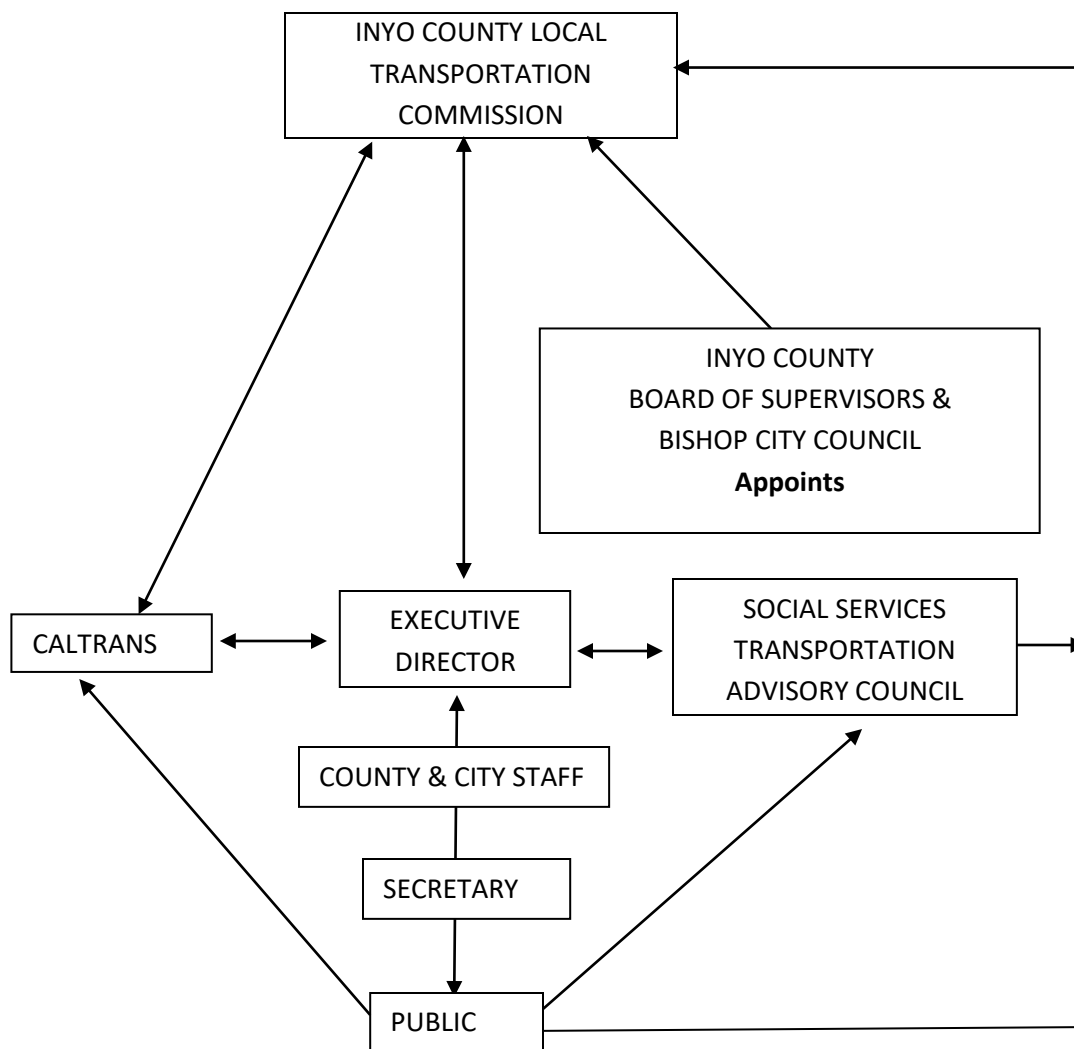 INYO COUNTY LOCAL
TRANSPORTATION
COMMISSION
INYO COUNTY
BOARD OF SUPERVISORS &
BISHOP CITY COUNCIL
Appoints
CALTRANS
EXECUTIVE
DIRECTOR
SOCIAL SERVICES
TRANSPORTATION
ADVISORY COUNCIL
COUNTY & CITY STAFF
SECRETARY
PUBLIC